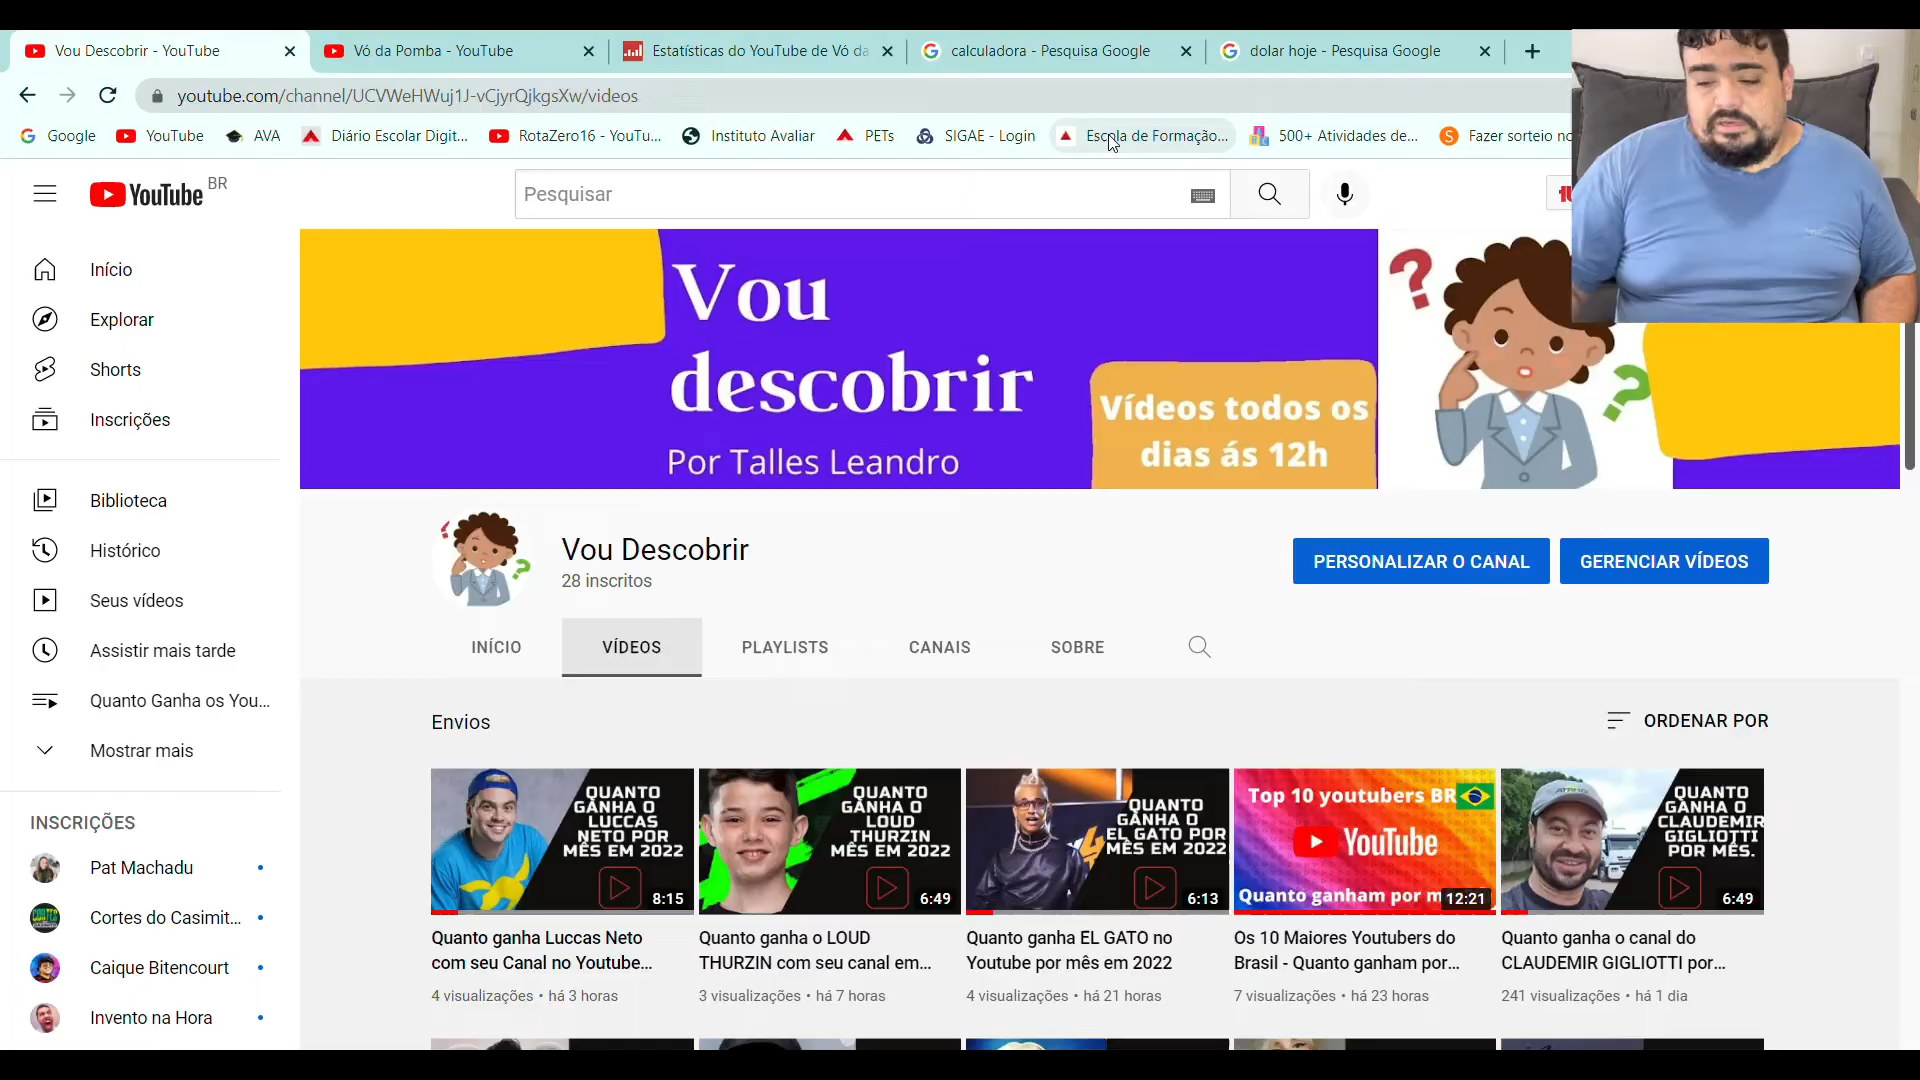 Vou Descobrir - YouTube
Vó da Pomba - YouTube
Estatísticas do YouTube de Vó da
calculadora - Pesquisa Google
dolar hoje - Pesquisa Google
youtube.com/channel/UCVWeHWuj1J-vCjyrQjkgsXw/videos
Google
YouTube
AVA
Diário Escolar Digit...
RotaZero16 - YouTu...
Instituto Avaliar
PETs
SIGAE - Login
Escola de Formação...
500+ Atividades de...
Fazer sorteio no
YouTube BR
Pesquisar
Início
Explorar
Shorts
Inscrições
Biblioteca
Histórico
Seus vídeos
Assistir mais tarde
Quanto Ganha os You...
Mostrar mais
INSCRIÇÕES
Pat Machadu
Cortes do Casimit...
Caique Bitencourt
Invento na Hora
Vou
descobrir
Por Talles Leandro
Vídeos todos os
dias ás 12h
Vou Descobrir
28 inscritos
PERSONALIZAR O CANAL
GERENCIAR VÍDEOS
INÍCIO
VÍDEOS
PLAYLISTS
CANAIS
SOBRE
Envios
ORDENAR POR
QUANTO
GANHA O
LUCCAS
NETO POR
MÊS EM 2022
8:15
Quanto ganha Luccas Neto
com seu Canal no Youtube...
4 visualizações • há 3 horas
QUANTO
GANHA O
LOUD
THURZIN
MÊS EM 2022
6:49
Quanto ganha o LOUD
THURZIN com seu canal em...
3 visualizações • há 7 horas
QUANTO
GANHA O
EL GATO POR
MÊS EM 2022
6:13
Quanto ganha EL GATO no
Youtube por mês em 2022
4 visualizações • há 21 horas
Top 10 youtubers BR
YouTube
Quanto ganham por m
12:21
Os 10 Maiores Youtubers do
Brasil - Quanto ganham por...
7 visualizações • há 23 horas
QUANTO
GANHA O
CLAUDEMIR
GIGLIOTTI
POR MÊS.
6:49
Quanto ganha o canal do
CLAUDEMIR GIGLIOTTI por...
241 visualizações • há 1 dia